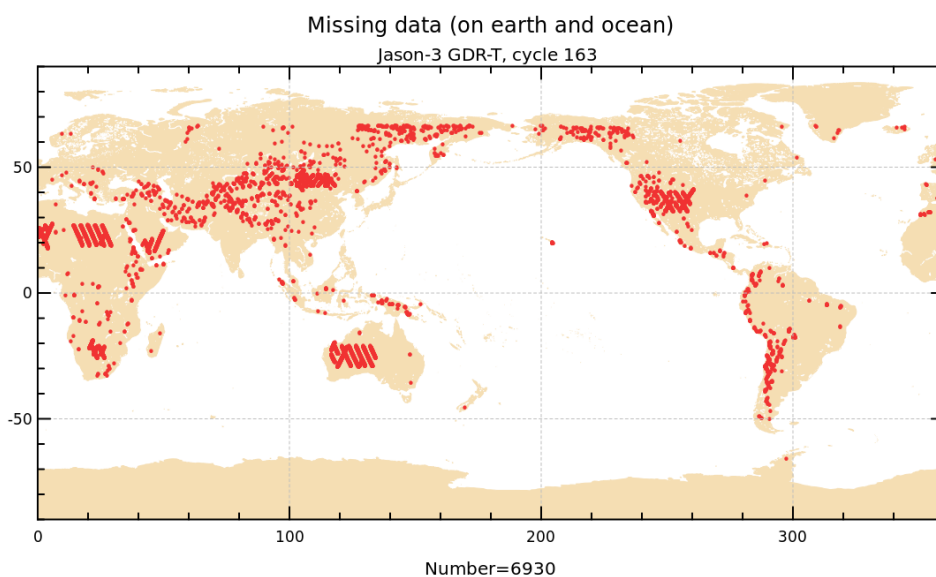 Missing data (on earth and ocean)
Jason-3 GDR-T, cycle 163
50
0
-50
0 100 200 300
Number=6930